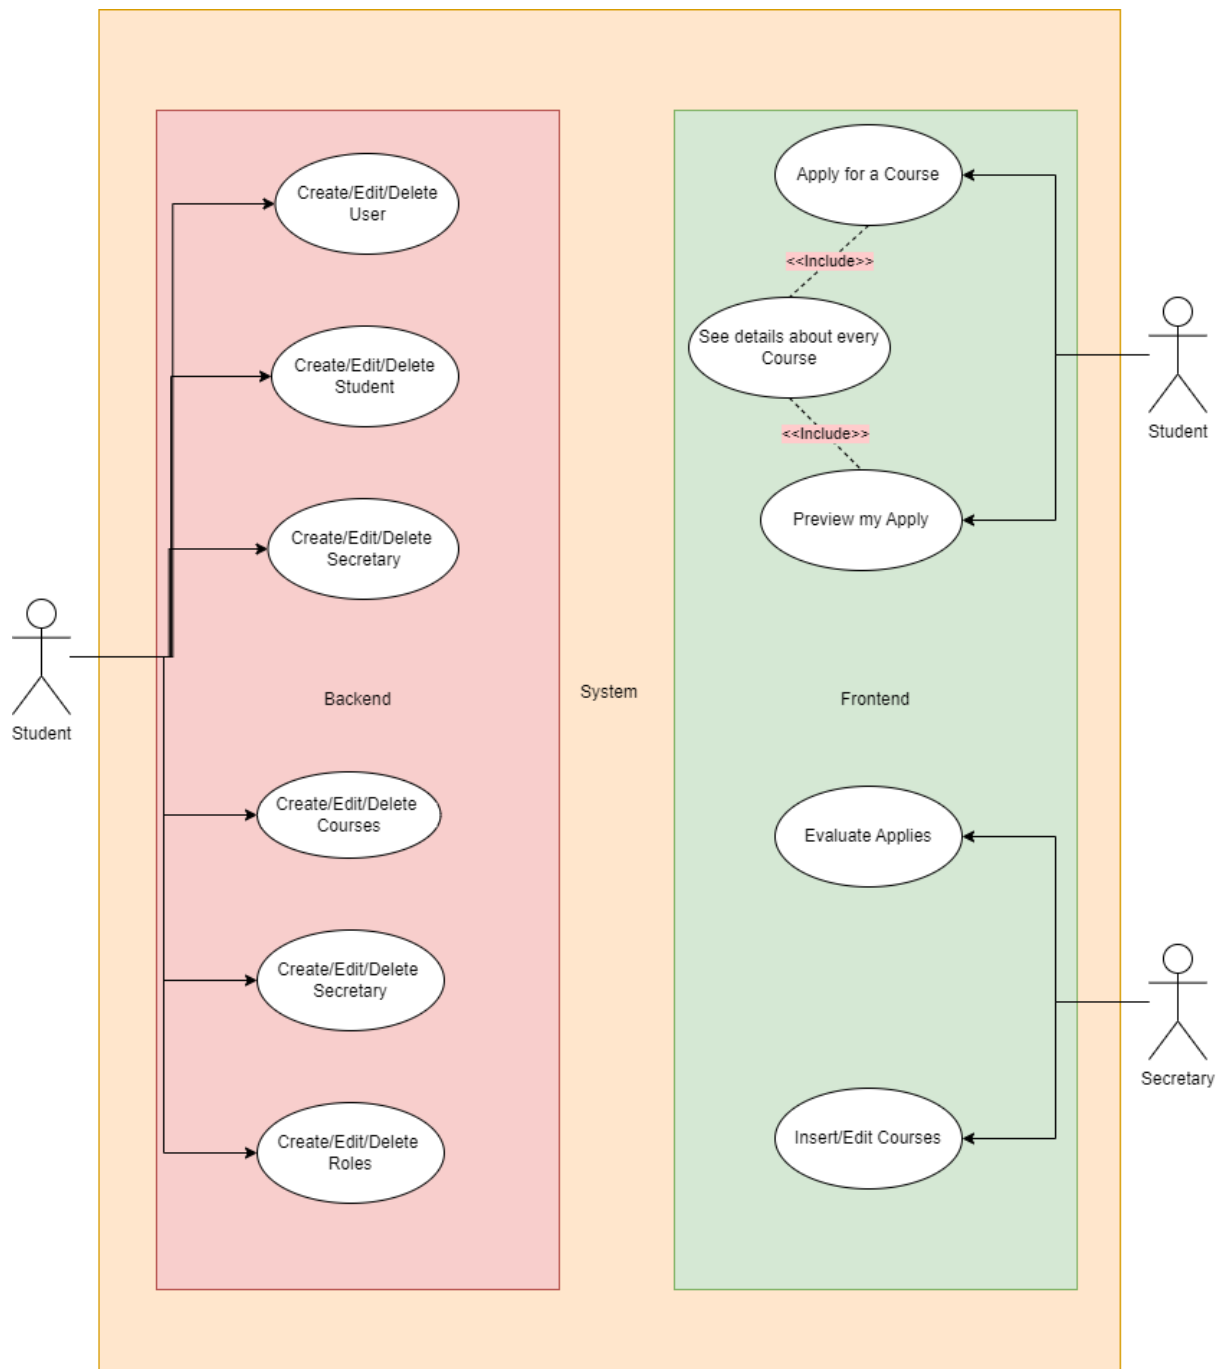 Create/Edit/Delete
User
Create/Edit/Delete
Student
Create/Edit/Delete
Secretary
Student
Backend
Create/Edit/Delete
Courses
Create/Edit/Delete
Secretary
Create/Edit/Delete
Roles
System
Apply for a Course
<<Include>>
See details about every
Course
<<Include>>
Preview my Apply
Student
Frontend
Evaluate Applies
Insert/Edit Courses
Secretary